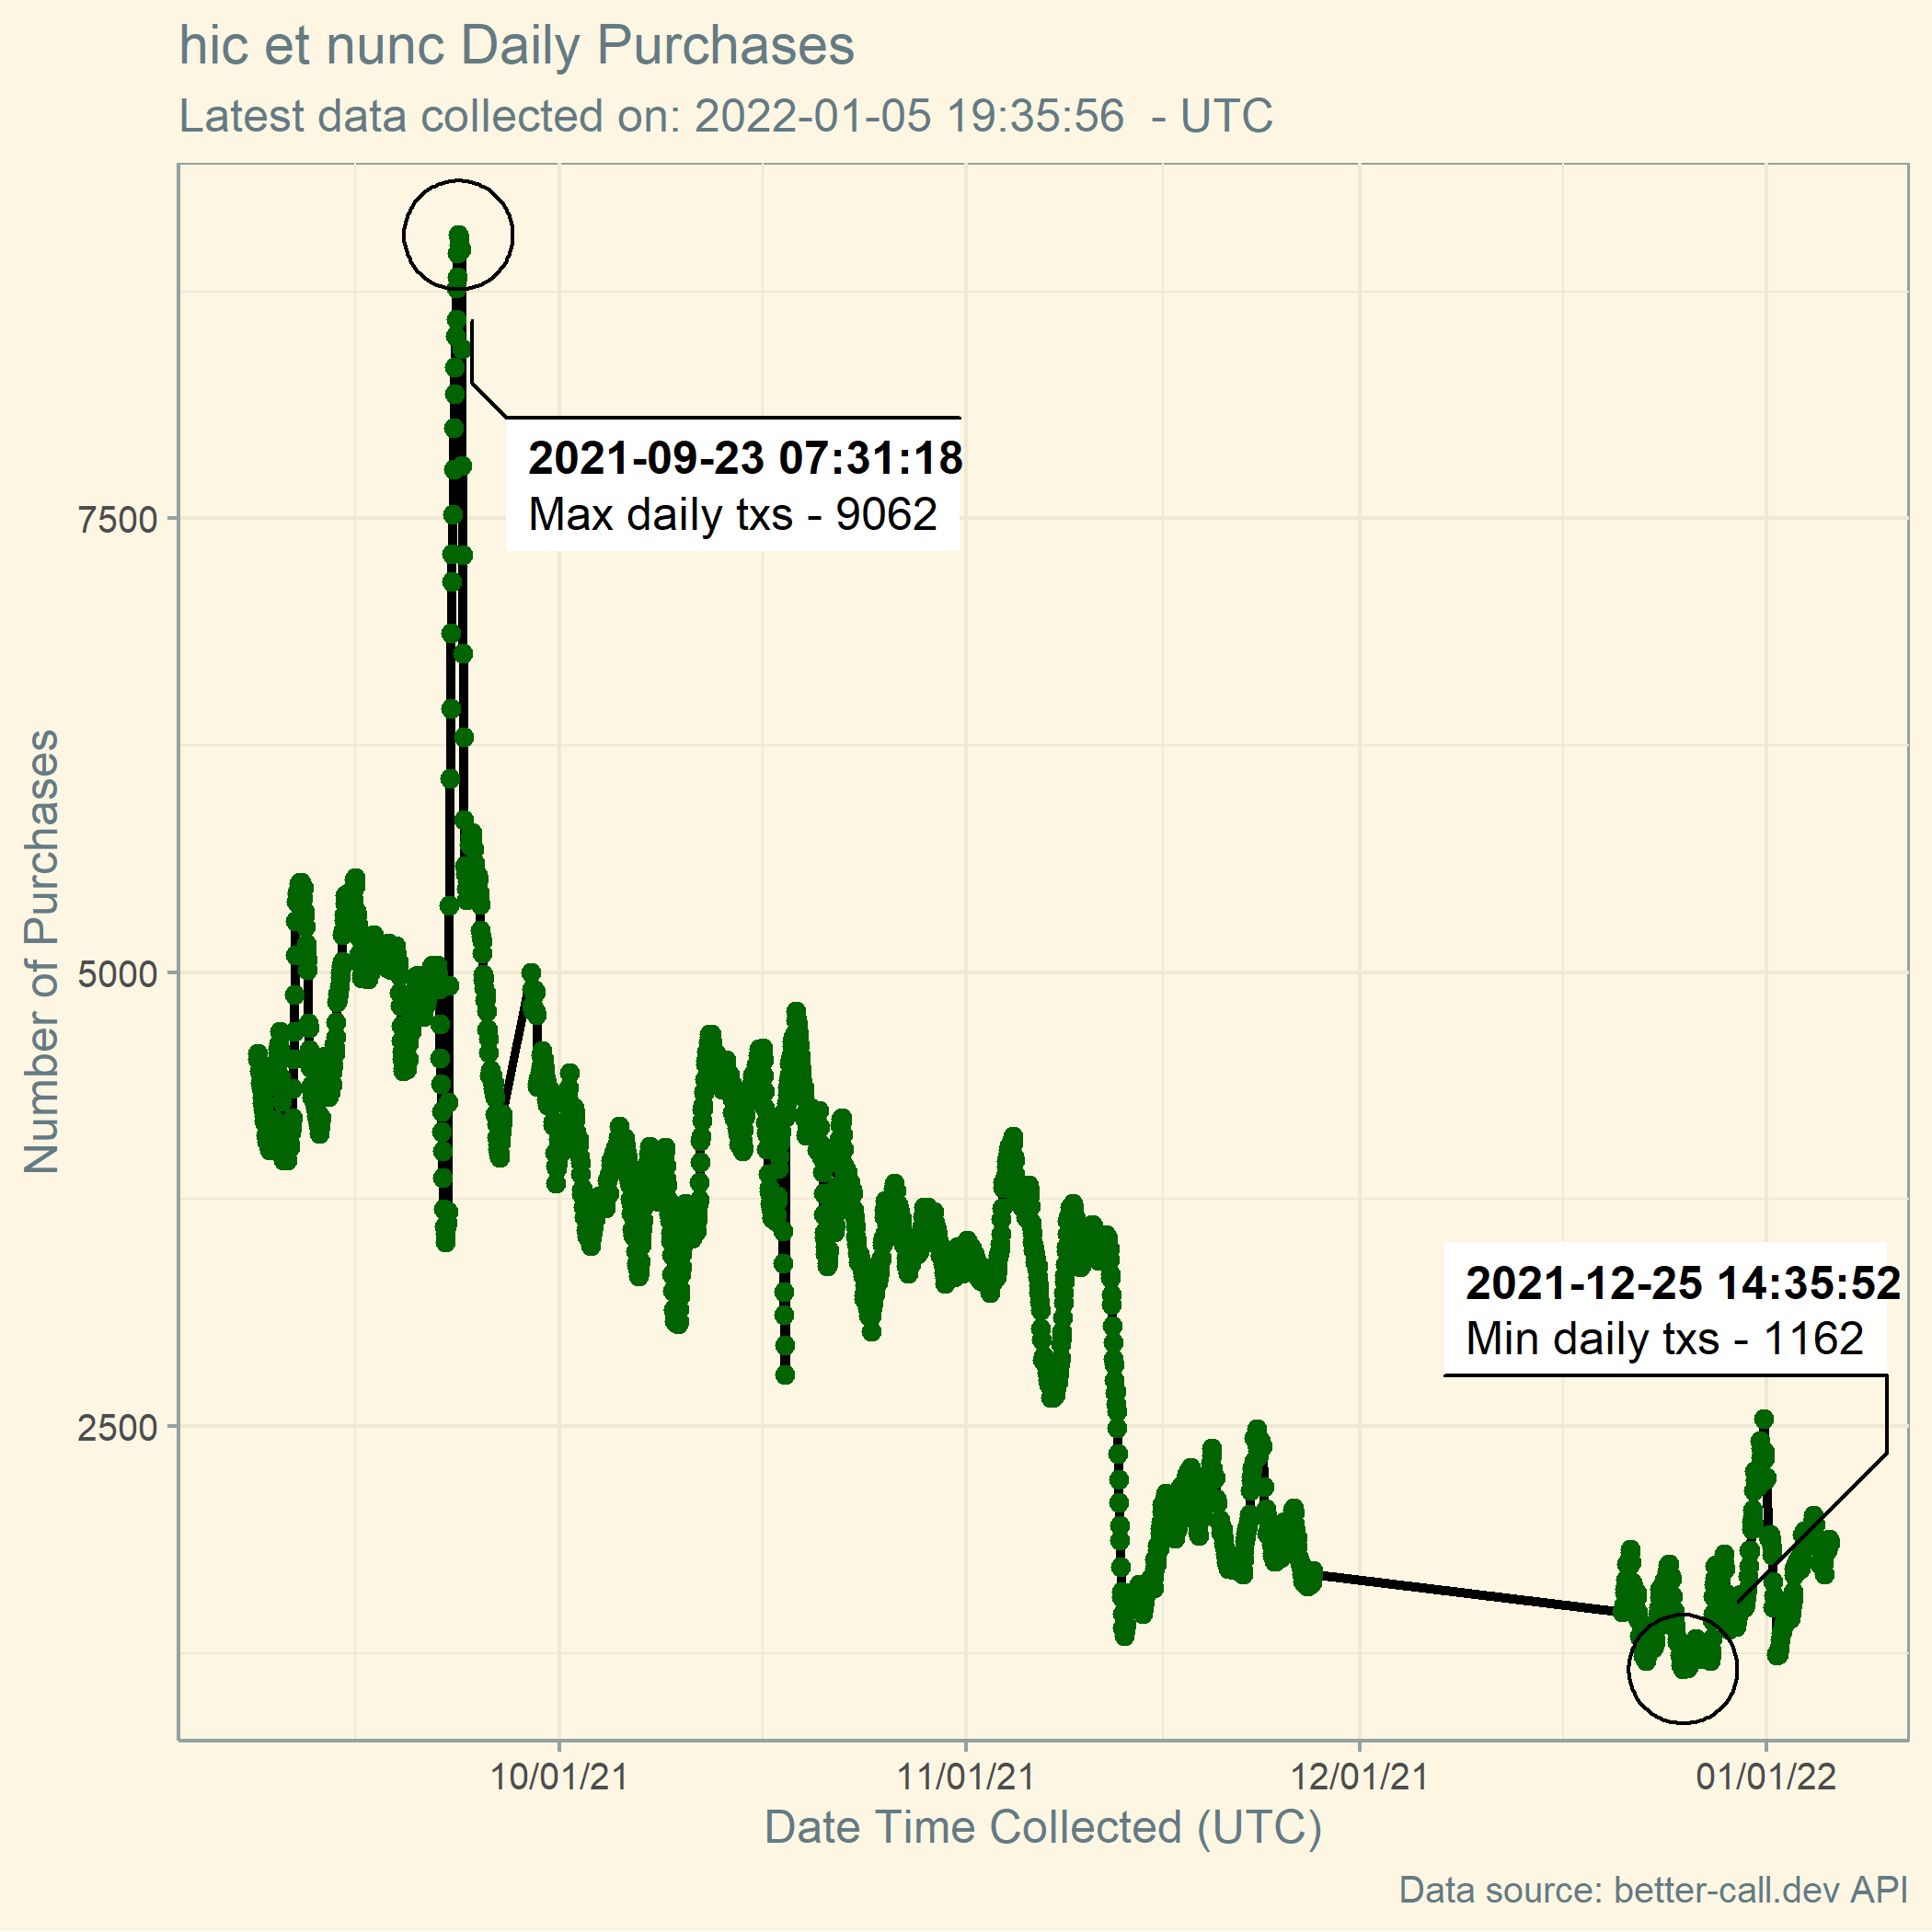 hic et nunc Daily Purchases
Latest data collected on: 2022-01-05 19:35:56  - UTC
2021-09-23 07:31:18
Max daily txs - 9062
7500
Number of Purchases
5000
2021-12-25 14:35:52
Min daily txs - 1162
2500
10/01/21
11/01/21
12/01/21
01/01/22
Date Time Collected (UTC)
Data source: better-call.dev API